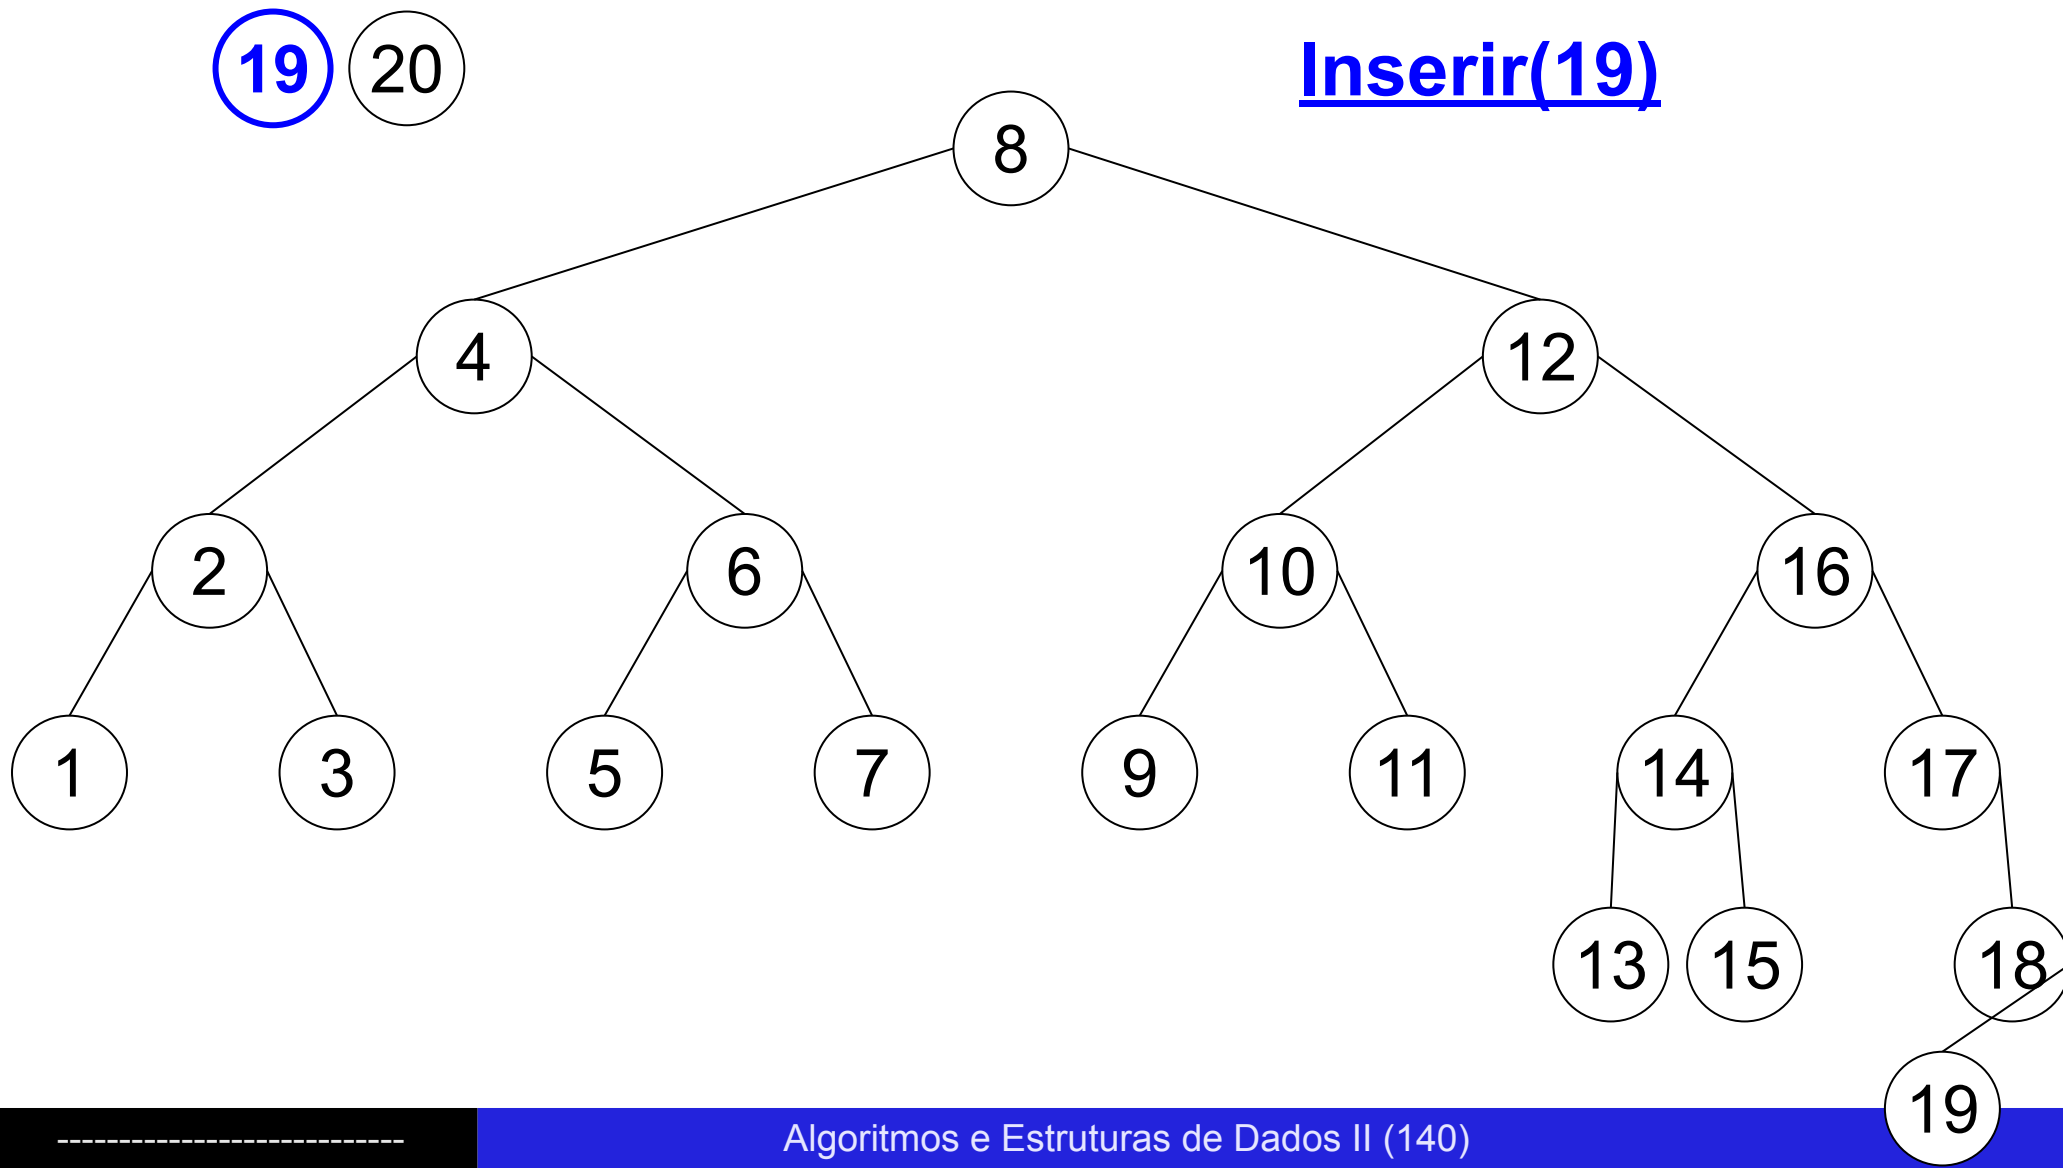 19 20 Inserir(19)
8
4 12
2 6 10 16
1 3 5 7 9 11 14 17
13 15 18
19
---------------------------- Algoritmos e Estruturas de Dados II (140)